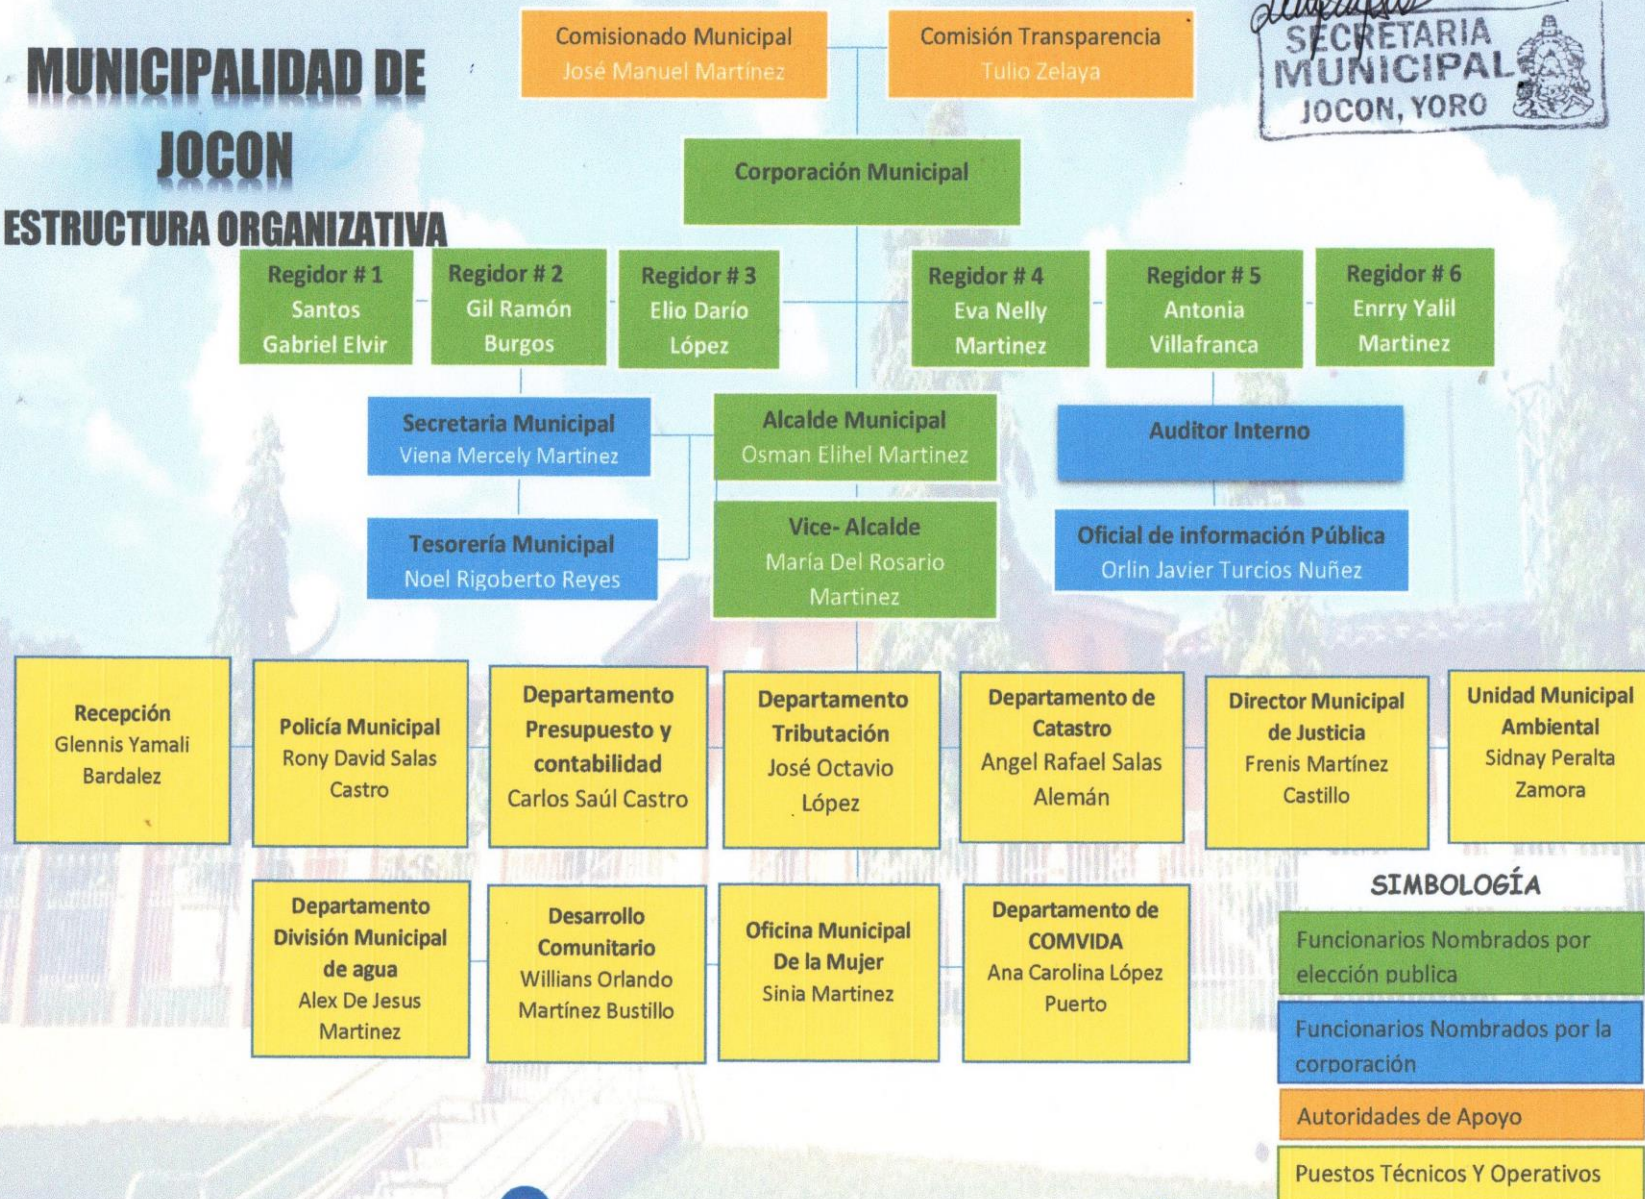 MUNICIPALIDAD DE
JOCON
ESTRUCTURA ORGANIZATIVA
Comisionado Municipal
José Manuel Martínez
Comisión Transparencia
Tulio Zelaya
SECRETARIA
MUNICIPAL
JOCON, YORO
Corporación Municipal
Regidor # 1
Santos
Gabriel Elvir
Regidor # 2
Gil Ramón
Burgos
Regidor # 3
Elio Darío
López
Regidor # 4
Eva Nelly
Martinez
Regidor # 5
Antonia
Villafranca
Regidor # 6
Enrry Yalil
Martinez
Secretaria Municipal
Viena Mercely Martinez
Alcalde Municipal
Osman Elihel Martinez
Auditor Interno
Tesorería Municipal
Noel Rigoberto Reyes
Vice- Alcalde
María Del Rosario
Martinez
Oficial de información Pública
Orlin Javier Turcios Nuñez
Recepción
Glennis Yamali
Bardalez
Policía Municipal
Rony David Salas
Castro
Departamento
Presupuesto y
contabilidad
Carlos Saúl Castro
Departamento
Tributación
José Octavio
López
Departamento de
Catastro
Angel Rafael Salas
Alemán
Director Municipal
de Justicia
Frenis Martínez
Castillo
Unidad Municipal
Ambiental
Sidnay Peralta
Zamora
Departamento
División Municipal
de agua
Alex De Jesus
Martinez
Desarrollo
Comunitario
Willians Orlando
Martínez Bustillo
Oficina Municipal
De la Mujer
Sinia Martinez
Departamento de
COMVIDA
Ana Carolina López
Puerto
SIMBOLOGÍA
Funcionarios Nombrados por
elección publica
Funcionarios Nombrados por la
corporación
Autoridades de Apoyo
Puestos Técnicos Y Operativos